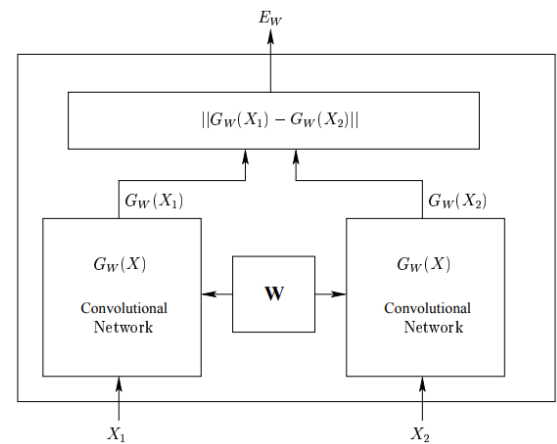 E_W
||G_W(X_1) − G_W(X_2)||
G_W(X_1)
G_W(X_2)
G_W(X)
Convolutional
Network
W
G_W(X)
Convolutional
Network
X_1
X_2